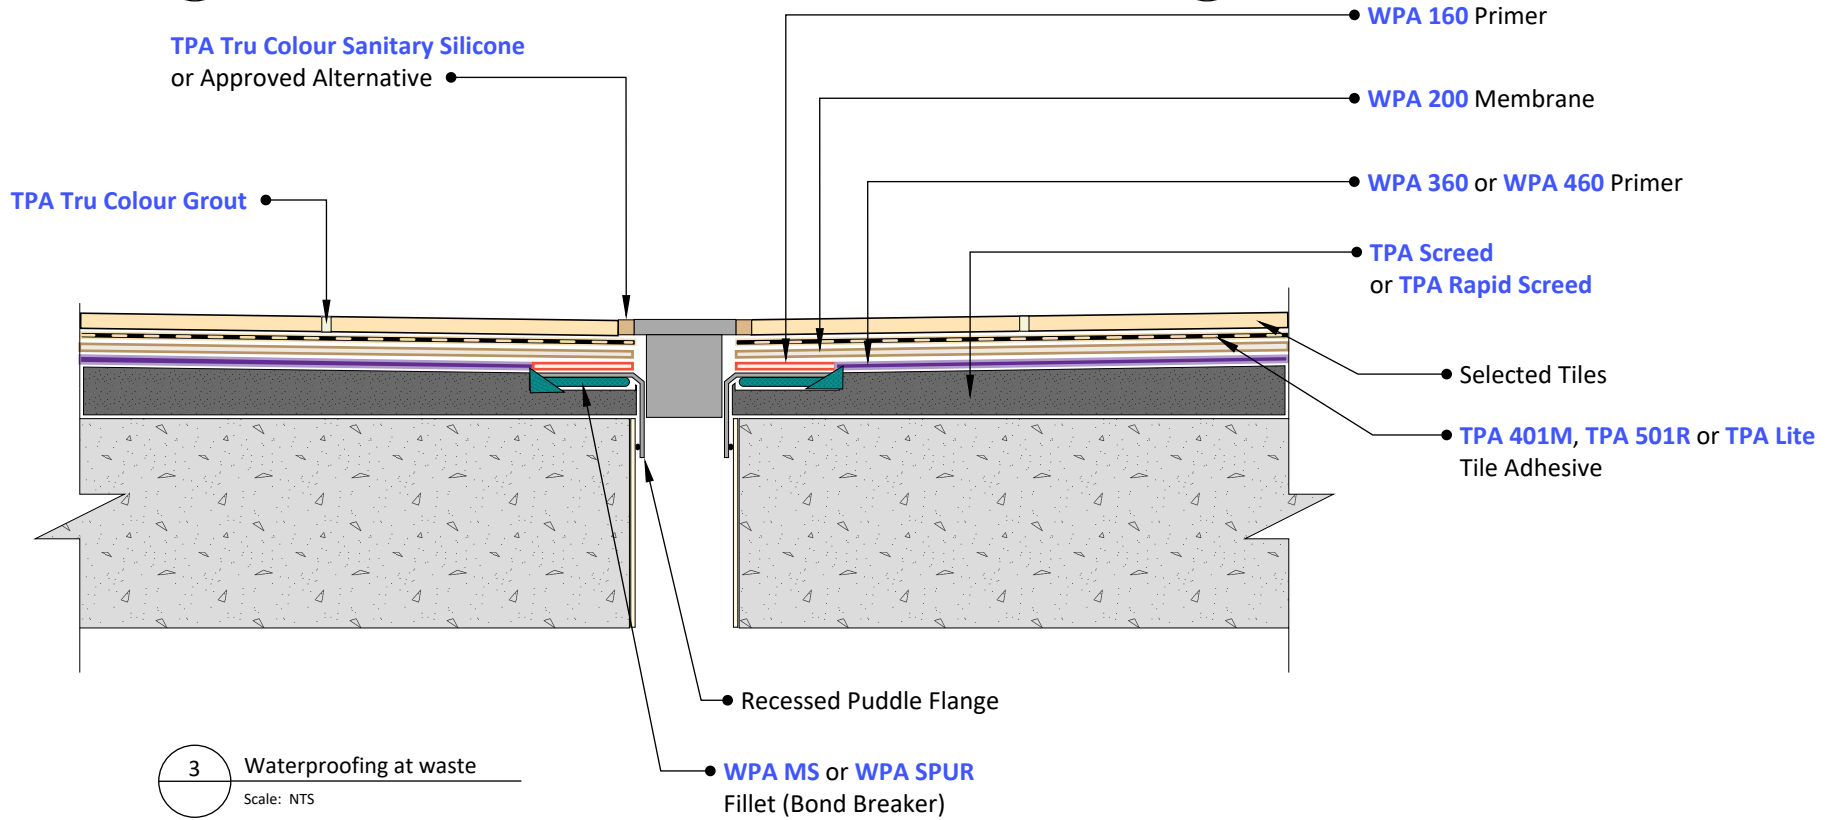 WPA 160 Primer
TPA Tru Colour Sanitary Silicone
or Approved Alternative
WPA 200 Membrane
WPA 360 or WPA 460 Primer
TPA Tru Colour Grout
TPA Screed
or TPA Rapid Screed
Selected Tiles
TPA 401M, TPA 501R or TPA Lite
Tile Adhesive
Recessed Puddle Flange
WPA MS or WPA SPUR
Fillet (Bond Breaker)
3 Waterproofing at waste
Scale: NTS